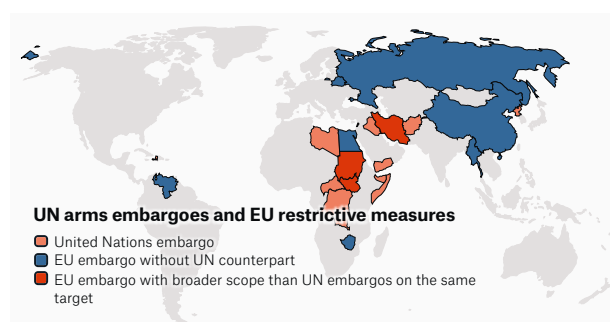 UN arms embargoes and EU restrictive measures
United Nations embargo
EU embargo without UN counterpart
EU embargo with broader scope than UN embargos on the same
target